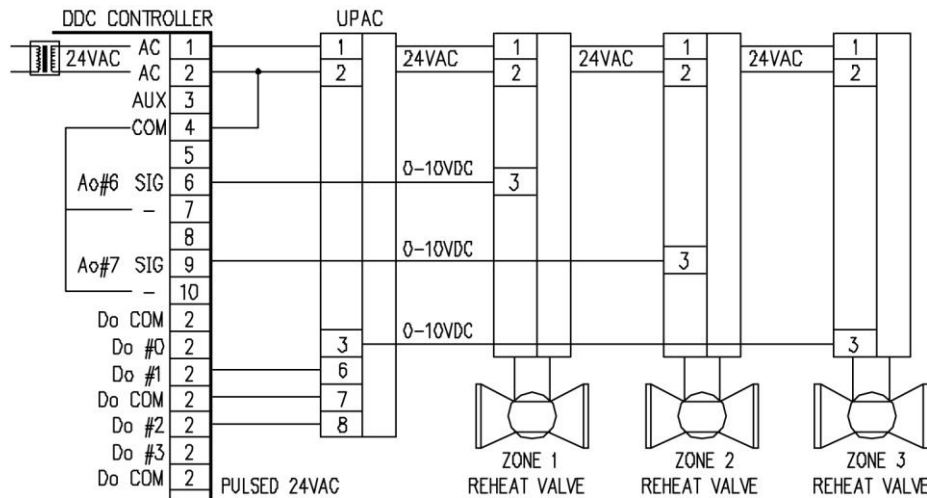 DDC CONTROLLER
UPAC
24VAC
AC 1
AC 2
AUX 3
COM 4
5
Ao#6 SIG 6
— 7
8
Ao#7 SIG 9
— 10
Do COM 2
Do #0 2
Do #1 2
Do COM 2
Do #2 2
Do #3 2
Do COM 2
PULSED 24VAC
1
2
3
6
7
8
24VAC
0-10VDC
0-10VDC
0-10VDC
1
2
3
24VAC
1
2
3
24VAC
1
2
3
ZONE 1
REHEAT VALVE
ZONE 2
REHEAT VALVE
ZONE 3
REHEAT VALVE